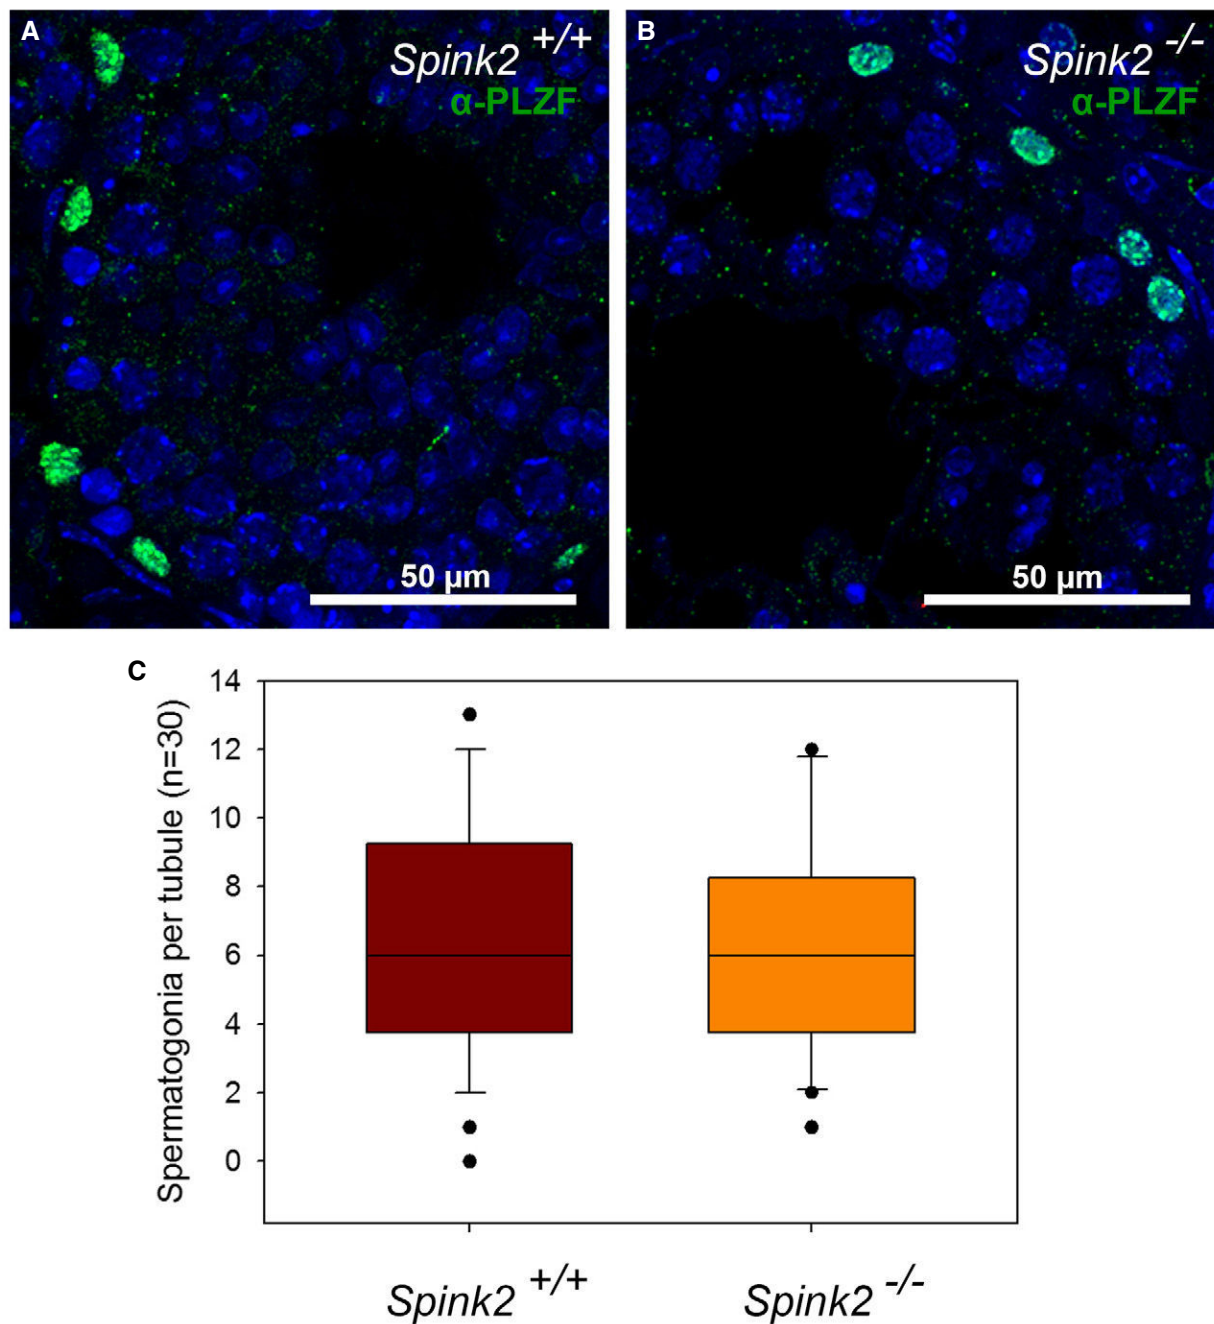 A
Spink2 +/+
α-PLZF
50 µm
B
Spink2 -/-
α-PLZF
50 µm
C
Spermatogonia per tubule (n=30)
14
12
10
8
6
4
2
0
Spink2 +/+
Spink2 -/-